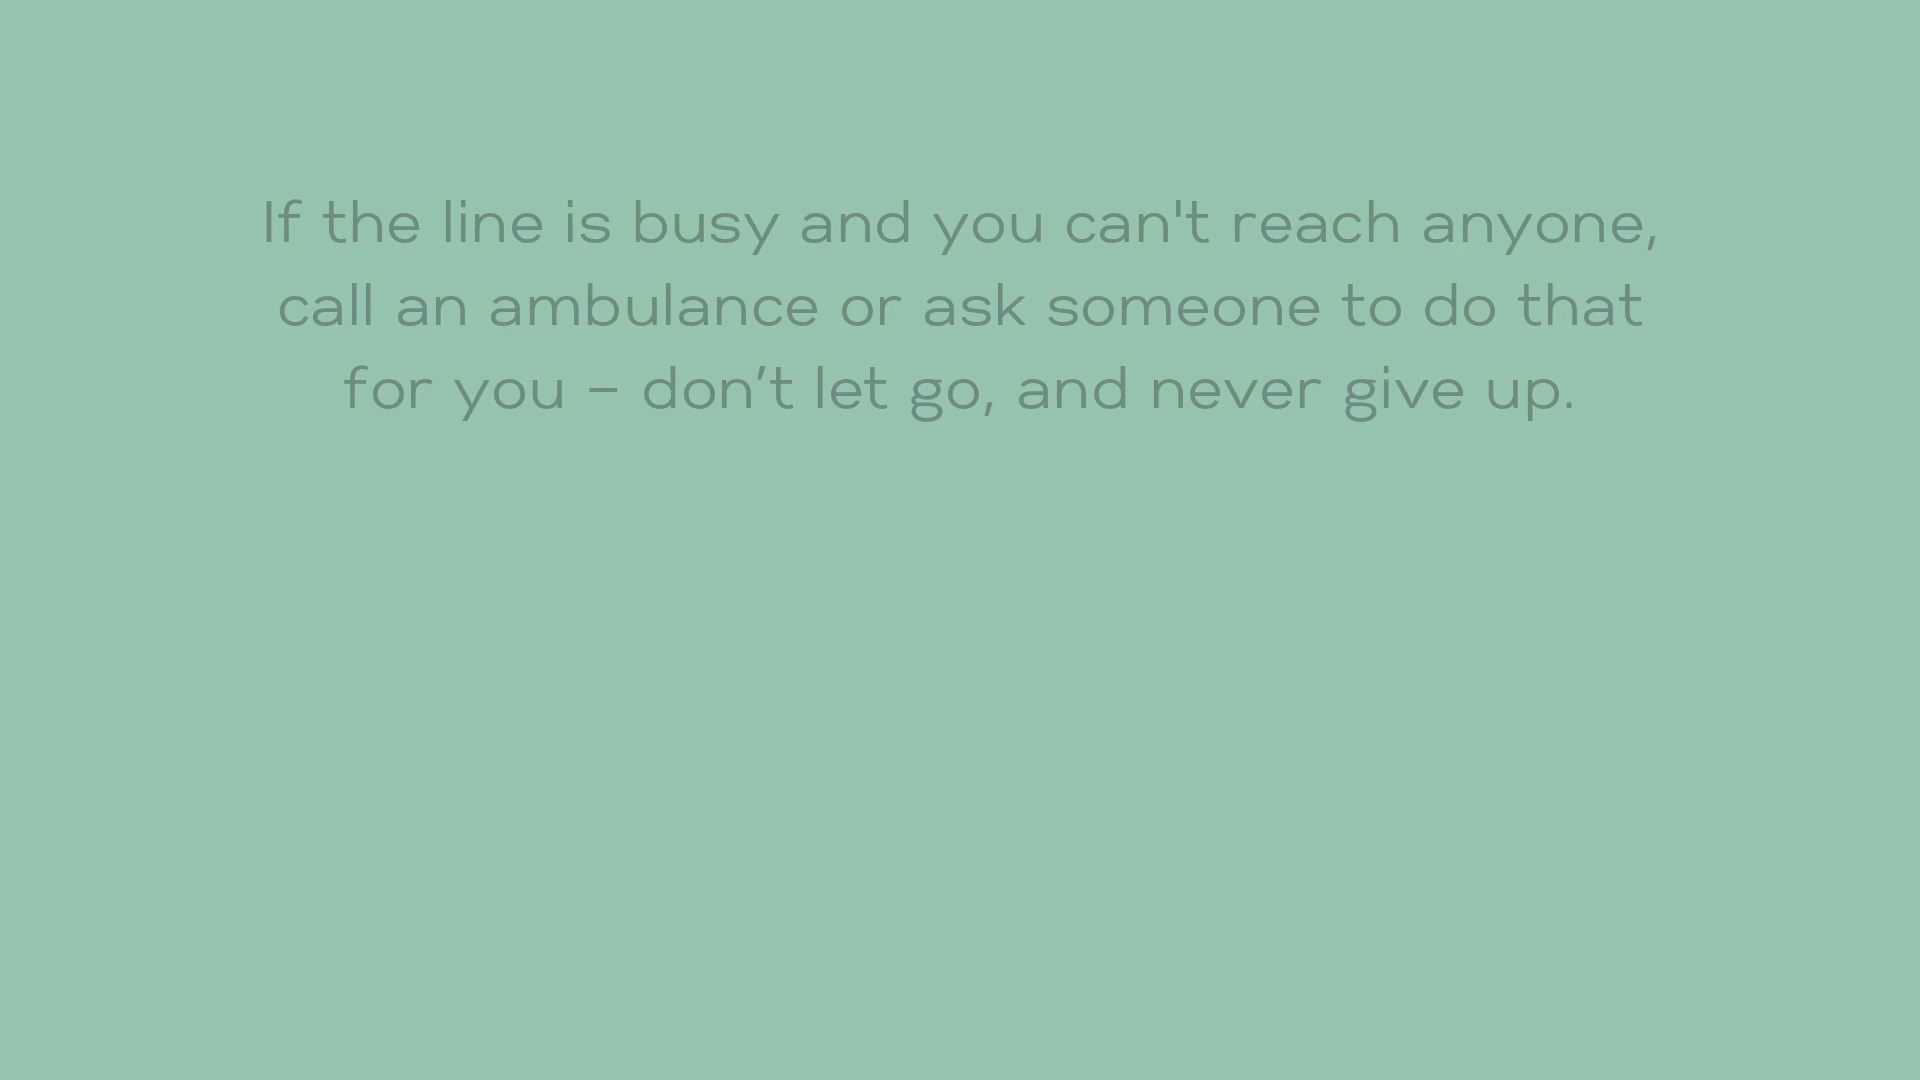 If the line is busy and you can't reach anyone,
call an ambulance or ask someone to do that
for you – don’t let go, and never give up.